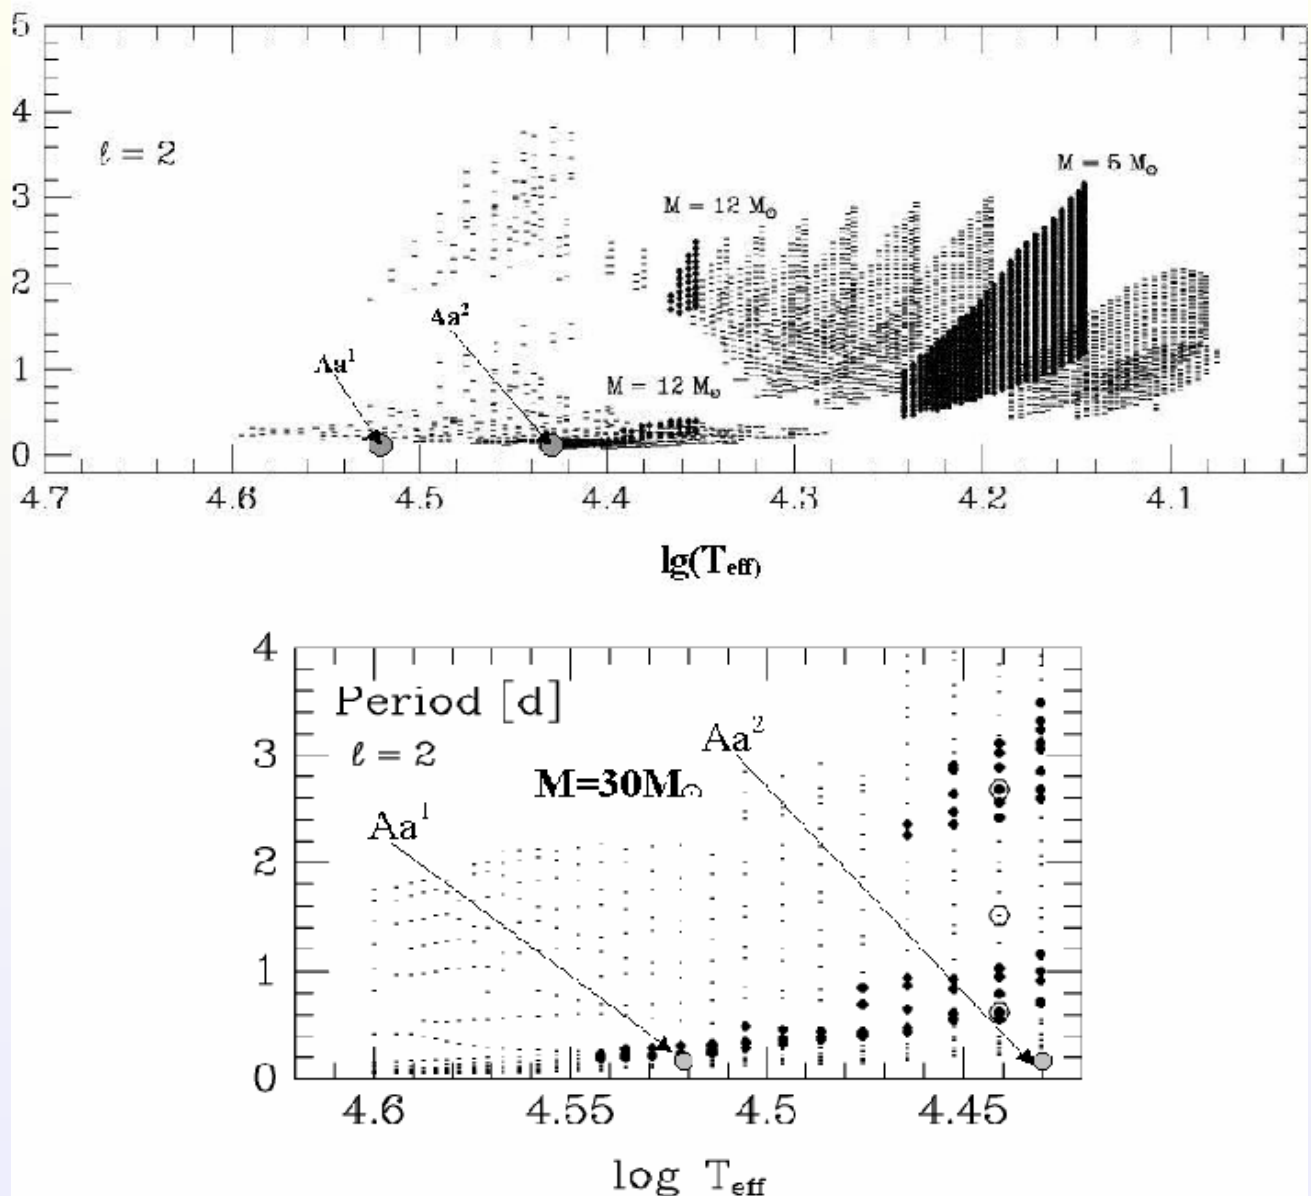 5
4
ℓ = 2
M = 5 M⊙
3
M = 12 M⊙
2
Aa²
Aa¹
1
M = 12 M⊙
0
4.7 4.6 4.5 4.4 4.3 4.2 4.1
lg(Teff)
4
Period [d]
Aa²
3
ℓ = 2
M=30M⊙
Aa¹
2
1
0
4.6 4.55 4.5 4.45
log Teff